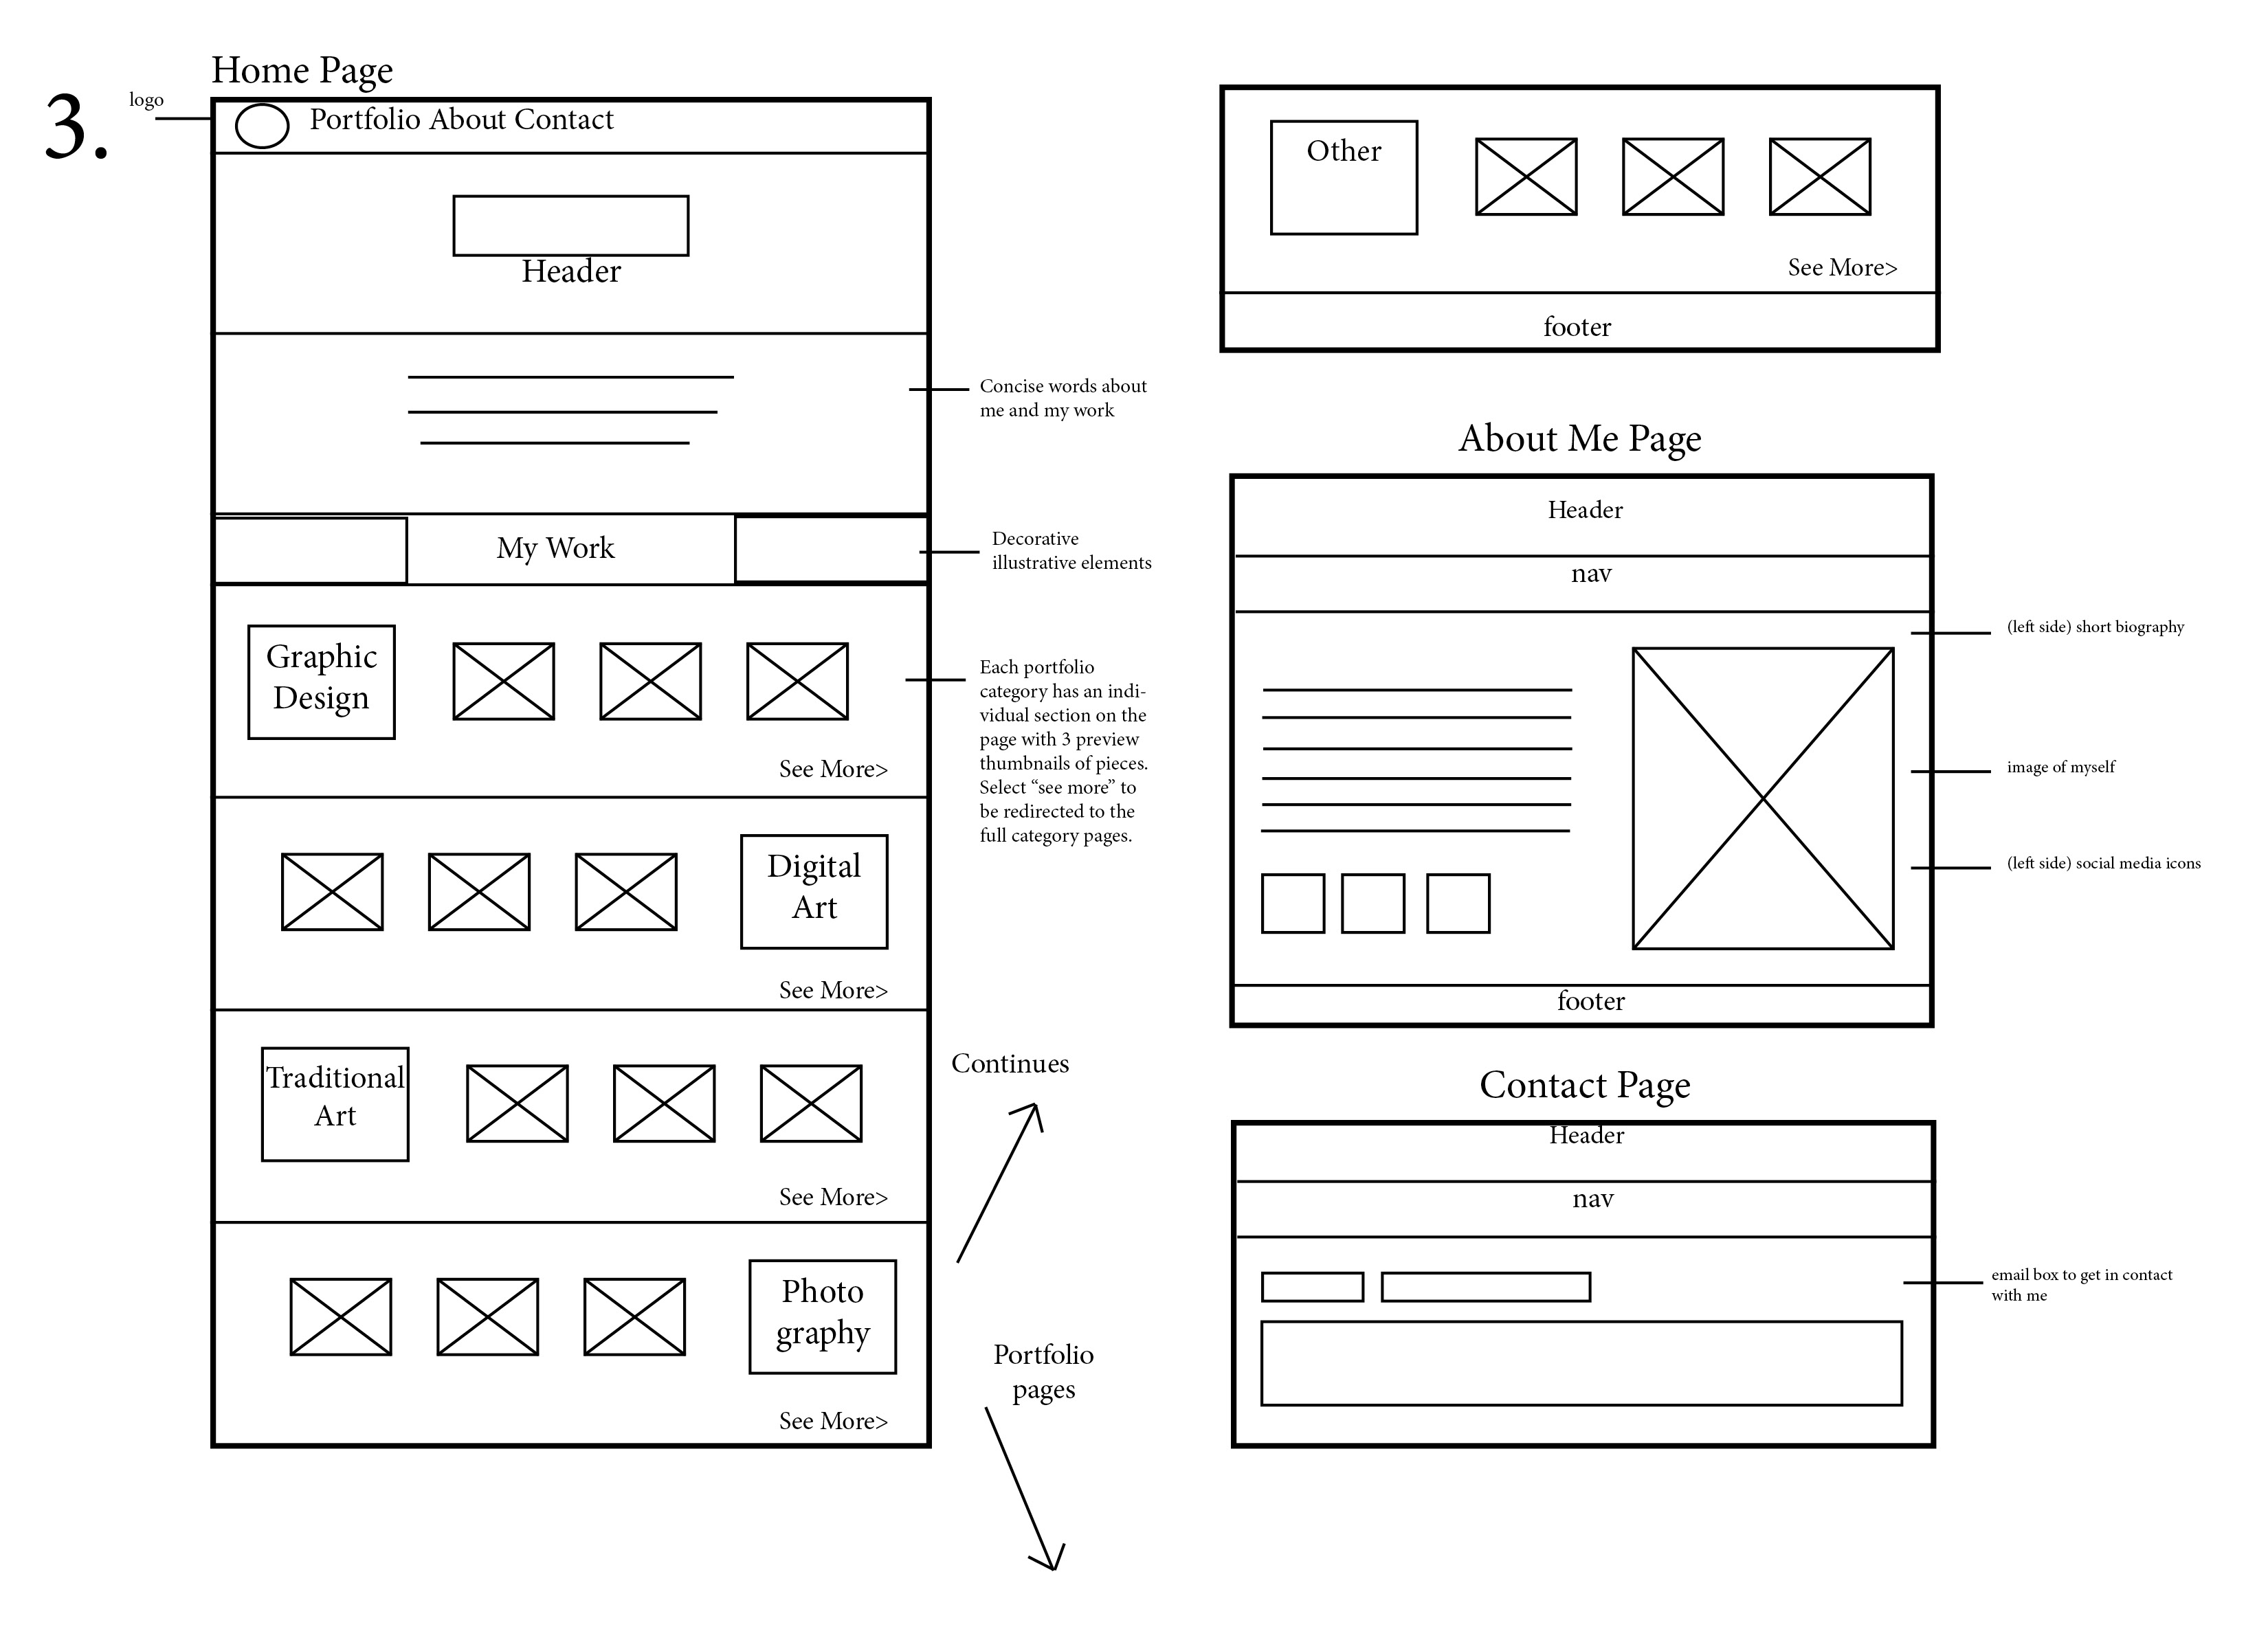 3.
Home Page
logo
Portfolio About Contact
Header
Concise words about
me and my work
My Work
Decorative
illustrative elements
Graphic
Design
See More>
Each portfolio
category has an indi-
vidual section on the
page with 3 preview
thumbnails of pieces.
Select “see more” to
be redirected to the
full category pages.
Digital
Art
See More>
Traditional
Art
See More>
Photo
graphy
See More>
Continues
Portfolio
pages
Other
See More>
footer
About Me Page
Header
nav
(left side) short biography
image of myself
(left side) social media icons
footer
Contact Page
Header
nav
email box to get in contact
with me